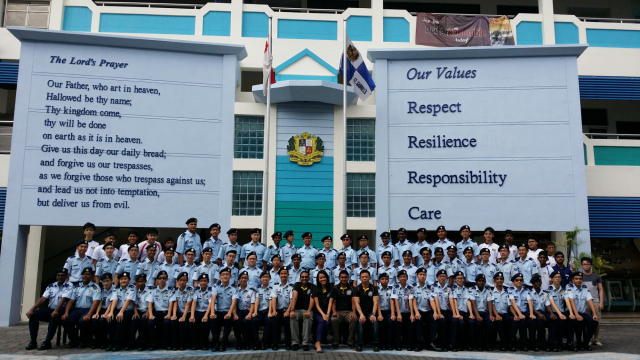 The Lord's Prayer
Our Father, who art in heaven,
Hallowed be thy name;
Thy kingdom come,
thy will be done
on earth as it is in heaven.
Give us this day our daily bread;
and forgive us our trespasses,
as we forgive those who trespass against us;
and lead us not into temptation,
but deliver us from evil.
Our Values
Respect
Resilience
Responsibility
Care